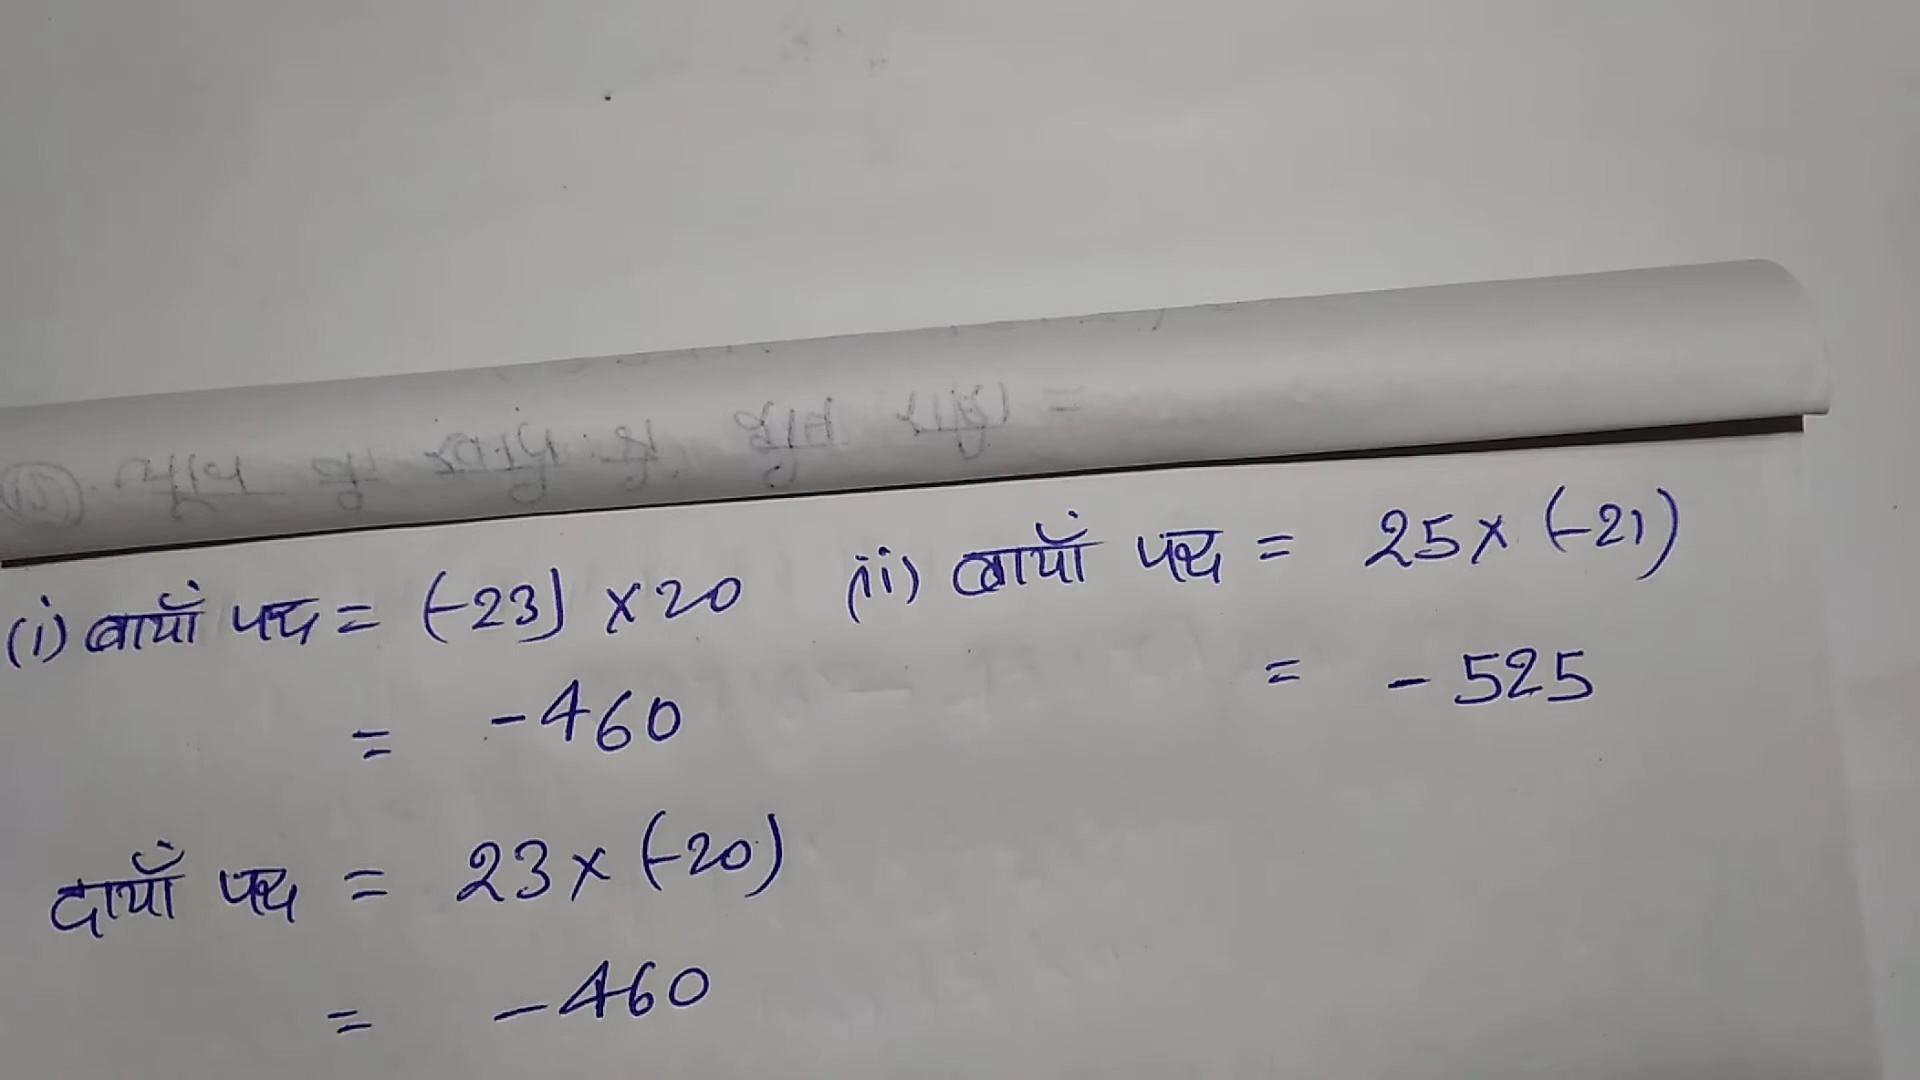 (i) बायाँ पक्ष = (-23) × 20
= -460
दायाँ पक्ष = 23 × (-20)
= -460
(ii) बायाँ पक्ष = 25 × (-21)
= -525